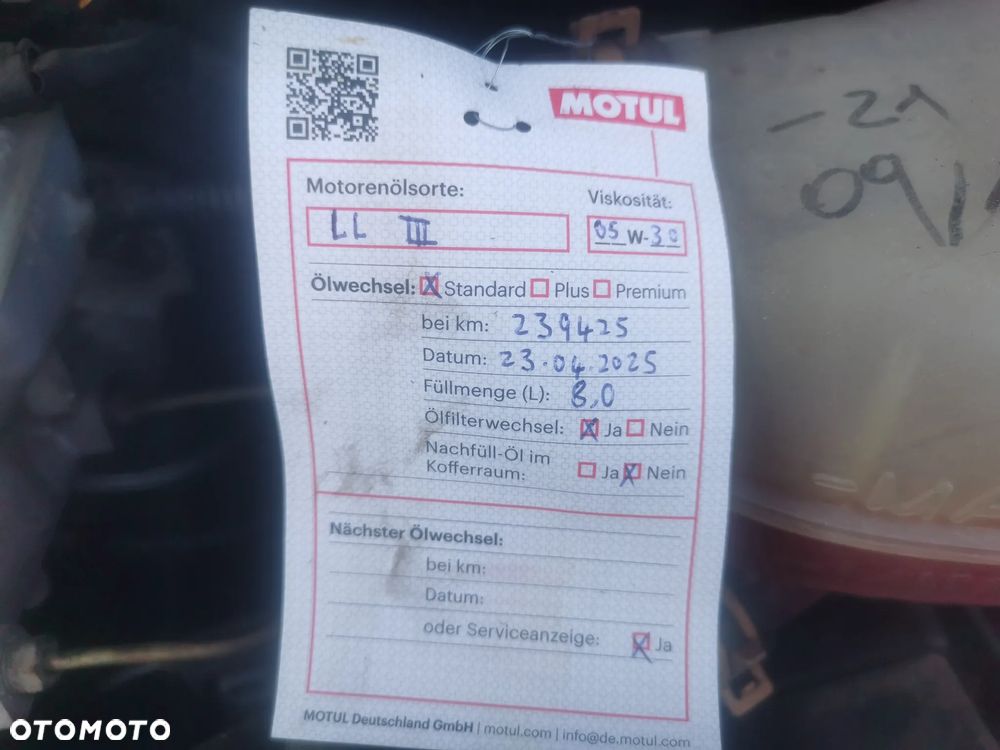 MOTUL
Motorenölsorte:
Viskosität:
LL III
05 W-30
Ölwechsel: Standard Plus Premium
bei km: 239425
Datum: 23.04.2025
Füllmenge (L): 8,0
Ölfilterwechsel: Ja Nein
Nachfüll-Öl im
Kofferraum: Ja Nein
Nächster Ölwechsel:
bei km:
Datum:
oder Serviceanzeige: Ja
MOTUL Deutschland GmbH | motul.com | info@de.motul.com
-21
09/
OTOMOTO